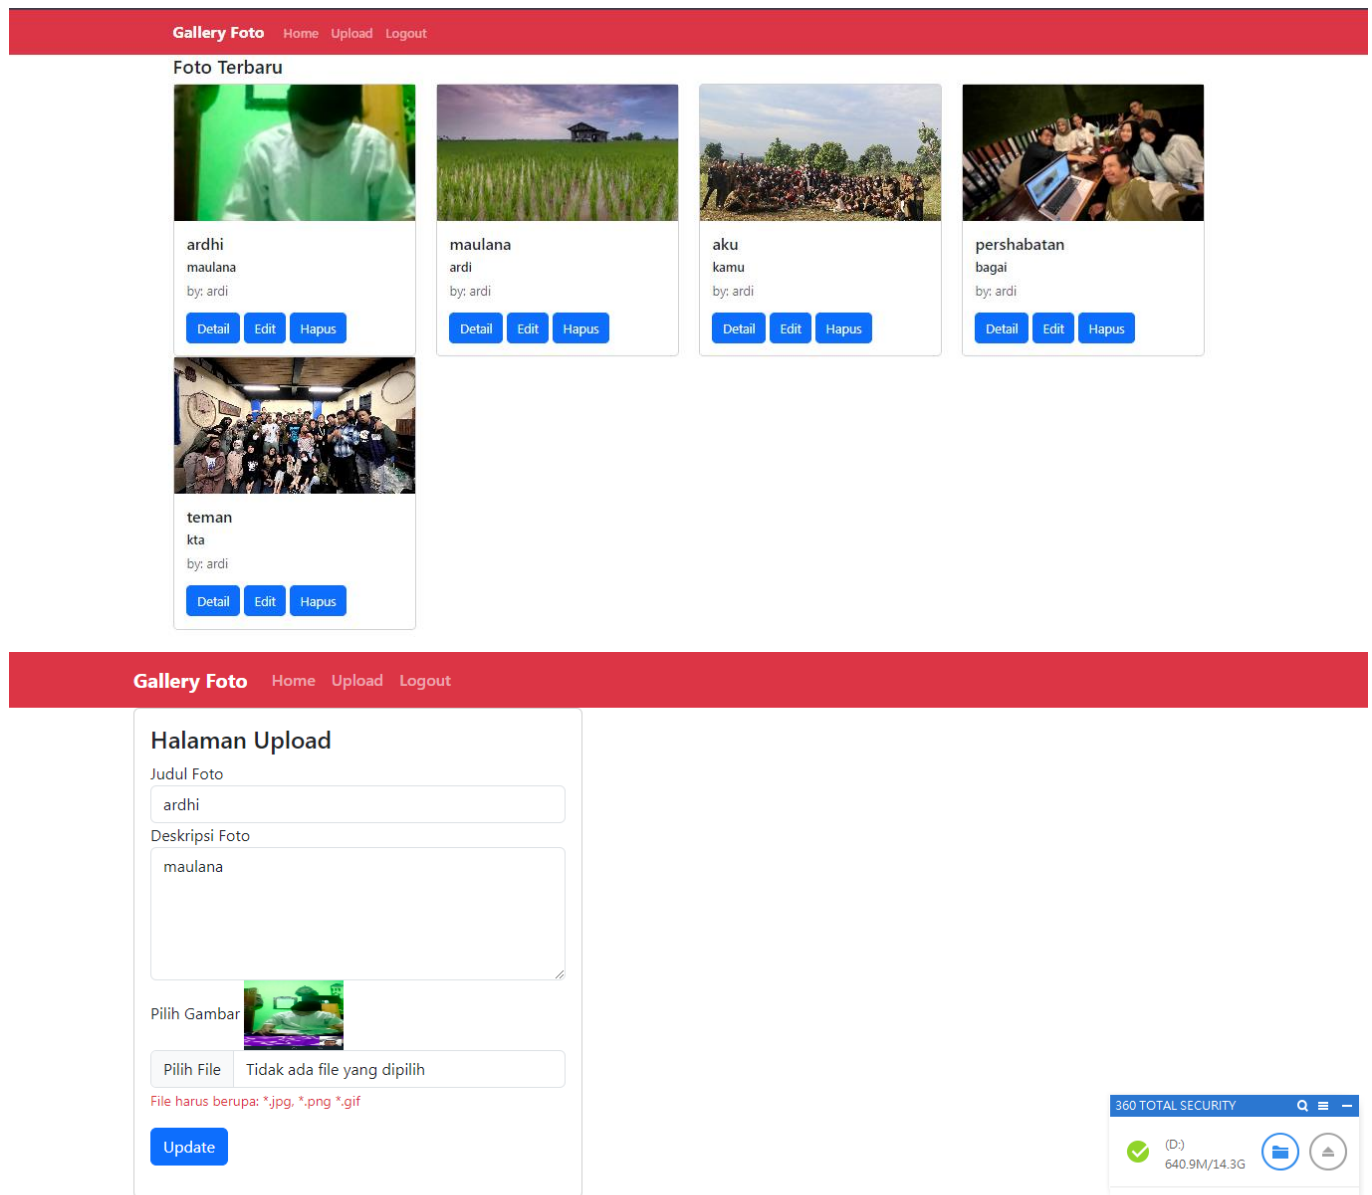 Gallery Foto Home Upload Logout
Foto Terbaru
ardhi
maulana
by: ardi
Detail Edit Hapus
maulana
ardi
by: ardi
Detail Edit Hapus
aku
kamu
by: ardi
Detail Edit Hapus
pershabatan
bagai
by: ardi
Detail Edit Hapus
teman
kta
by: ardi
Detail Edit Hapus
Gallery Foto Home Upload Logout
Halaman Upload
Judul Foto
ardhi
Deskripsi Foto
maulana
Pilih Gambar
Pilih File Tidak ada file yang dipilih
File harus berupa: *.jpg, *.png *.gif
Update
360 TOTAL SECURITY
(D:)
640.9M/14.3G